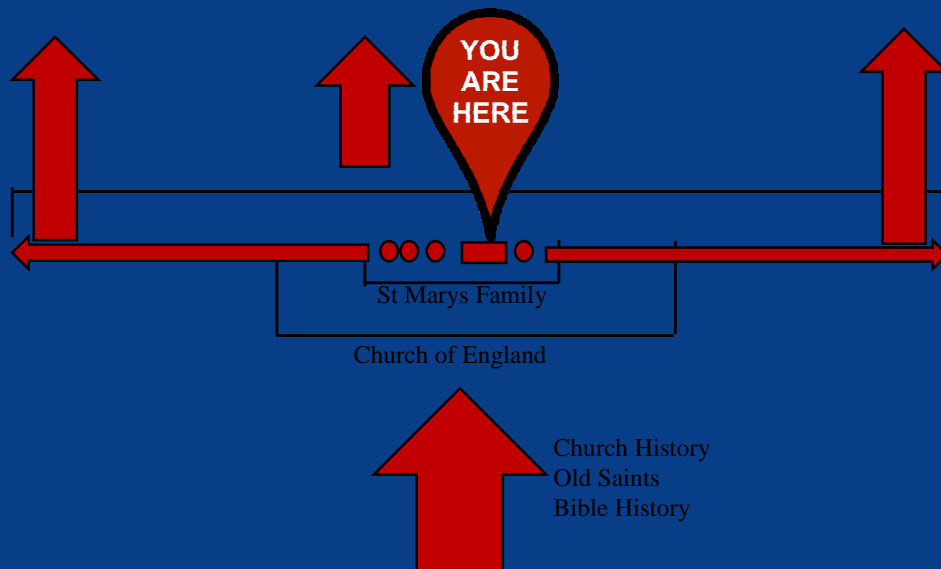 YOU
ARE
HERE
St Marys Family
Church of England
Church History
Old Saints
Bible History